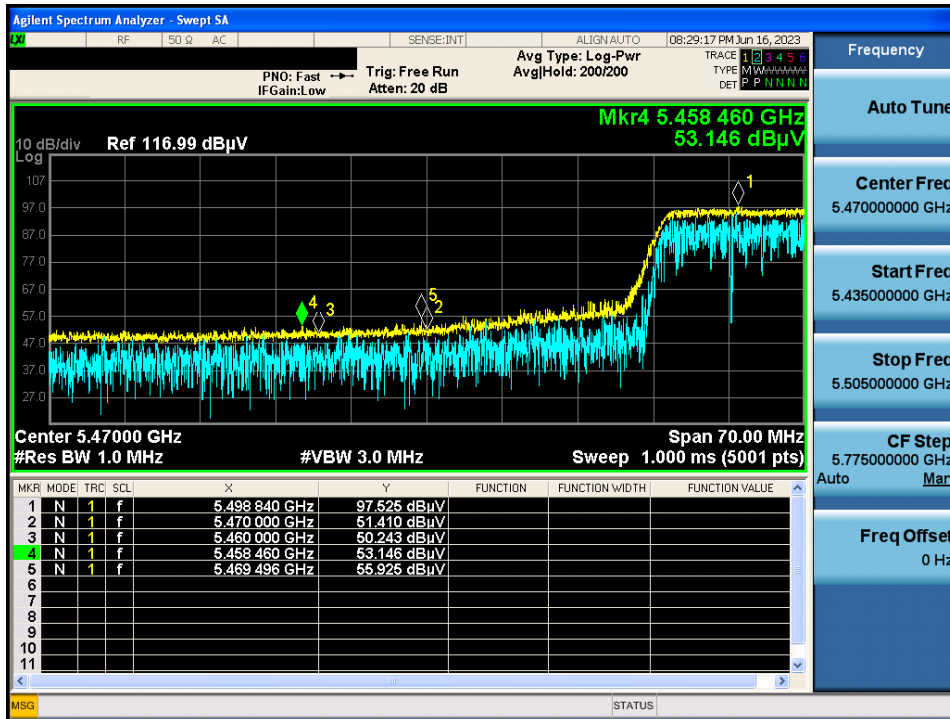 Agilent Spectrum Analyzer - Swept SA
LXI RF 50 Ω AC SENSE:INT ALIGN AUTO 08:29:17 PM Jun 16, 2023
PNO: Fast Trig: Free Run Avg Type: Log-Pwr TRACE 1 2 3 4 5 6
IFGain:Low Atten: 20 dB Avg|Hold: 200/200 TYPE M W W W W W
DET P P N N N N
Mkr4 5.458 460 GHz
53.146 dBµV
10 dB/div Ref 116.99 dBµV
Log
107
97.0
87.0
77.0
67.0
57.0
47.0
37.0
27.0
1
4 3
5
2
Center 5.47000 GHz Span 70.00 MHz
#Res BW 1.0 MHz #VBW 3.0 MHz Sweep 1.000 ms (5001 pts)
MKR MODE TRC SCL X Y FUNCTION FUNCTION WIDTH FUNCTION VALUE
1 N 1 f 5.498 840 GHz 97.525 dBµV
2 N 1 f 5.470 000 GHz 51.410 dBµV
3 N 1 f 5.460 000 GHz 50.243 dBµV
4 N 1 f 5.458 460 GHz 53.146 dBµV
5 N 1 f 5.469 496 GHz 55.925 dBµV
6
7
8
9
10
11
MSG STATUS
Frequency
Auto Tune
Center Freq
5.470000000 GHz
Start Freq
5.435000000 GHz
Stop Freq
5.505000000 GHz
CF Step
5.775000000 GHz
Auto Man
Freq Offset
0 Hz